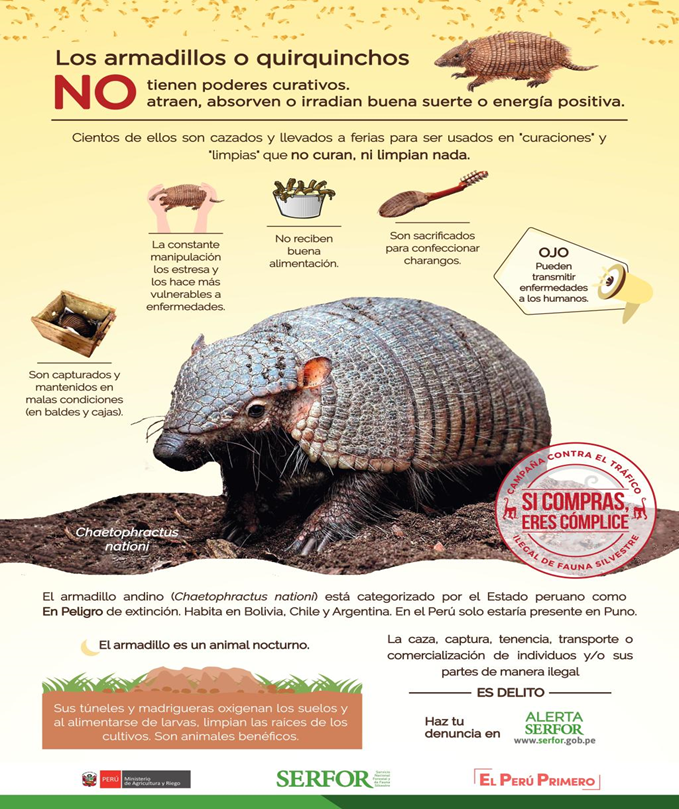 Los armadillos o quirquinchos
NO tienen poderes curativos.
atraen, absorven o irradian buena suerte o energía positiva.
Cientos de ellos son cazados y llevados a ferias para ser usados en "curaciones" y
"limpias" que no curan, ni limpian nada.
La constante
manipulación
los estresa y
los hace más
vulnerables a
enfermedades.
No reciben
buena
alimentación.
Son sacrificados
para confeccionar
charangos.
OJO
Pueden
transmitir
enfermedades
a los humanos.
Son capturados y
mantenidos en
malas condiciones
(en baldes y cajas).
CAMPAÑA CONTRA EL TRÁFICO
SI COMPRAS,
ERES CÓMPLICE
ILEGAL DE FAUNA SILVESTRE
Chaetophractus
nationi
El armadillo andino (Chaetophractus nationi) está categorizado por el Estado peruano como
En Peligro de extinción. Habita en Bolivia, Chile y Argentina. En el Perú solo estaría presente en Puno.
El armadillo es un animal nocturno.
Sus túneles y madrigueras oxigenan los suelos y
al alimentarse de larvas, limpian las raíces de los
cultivos. Son animales benéficos.
La caza, captura, tenencia, transporte o
comercialización de individuos y/o sus
partes de manera ilegal
ES DELITO
Haz tu
denuncia en
ALERTA
SERFOR
www.serfor.gob.pe
PERÚ
Ministerio
de Agricultura y Riego
SERFOR
EL PERÚ PRIMERO